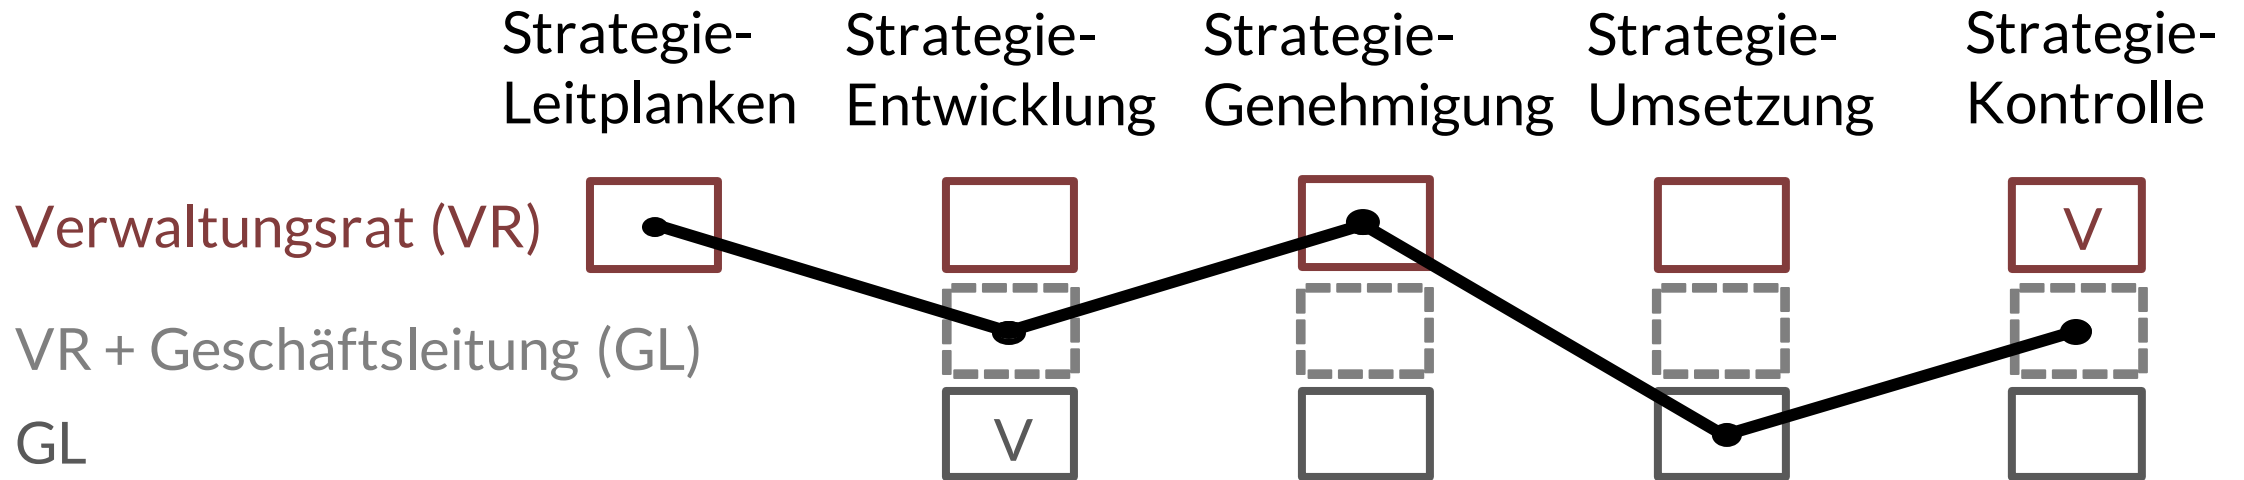 Strategie-
Leitplanken
Strategie-
Entwicklung
Strategie-
Genehmigung
Strategie-
Umsetzung
Strategie-
Kontrolle
Verwaltungsrat (VR)
V
VR + Geschäftsleitung (GL)
GL
V